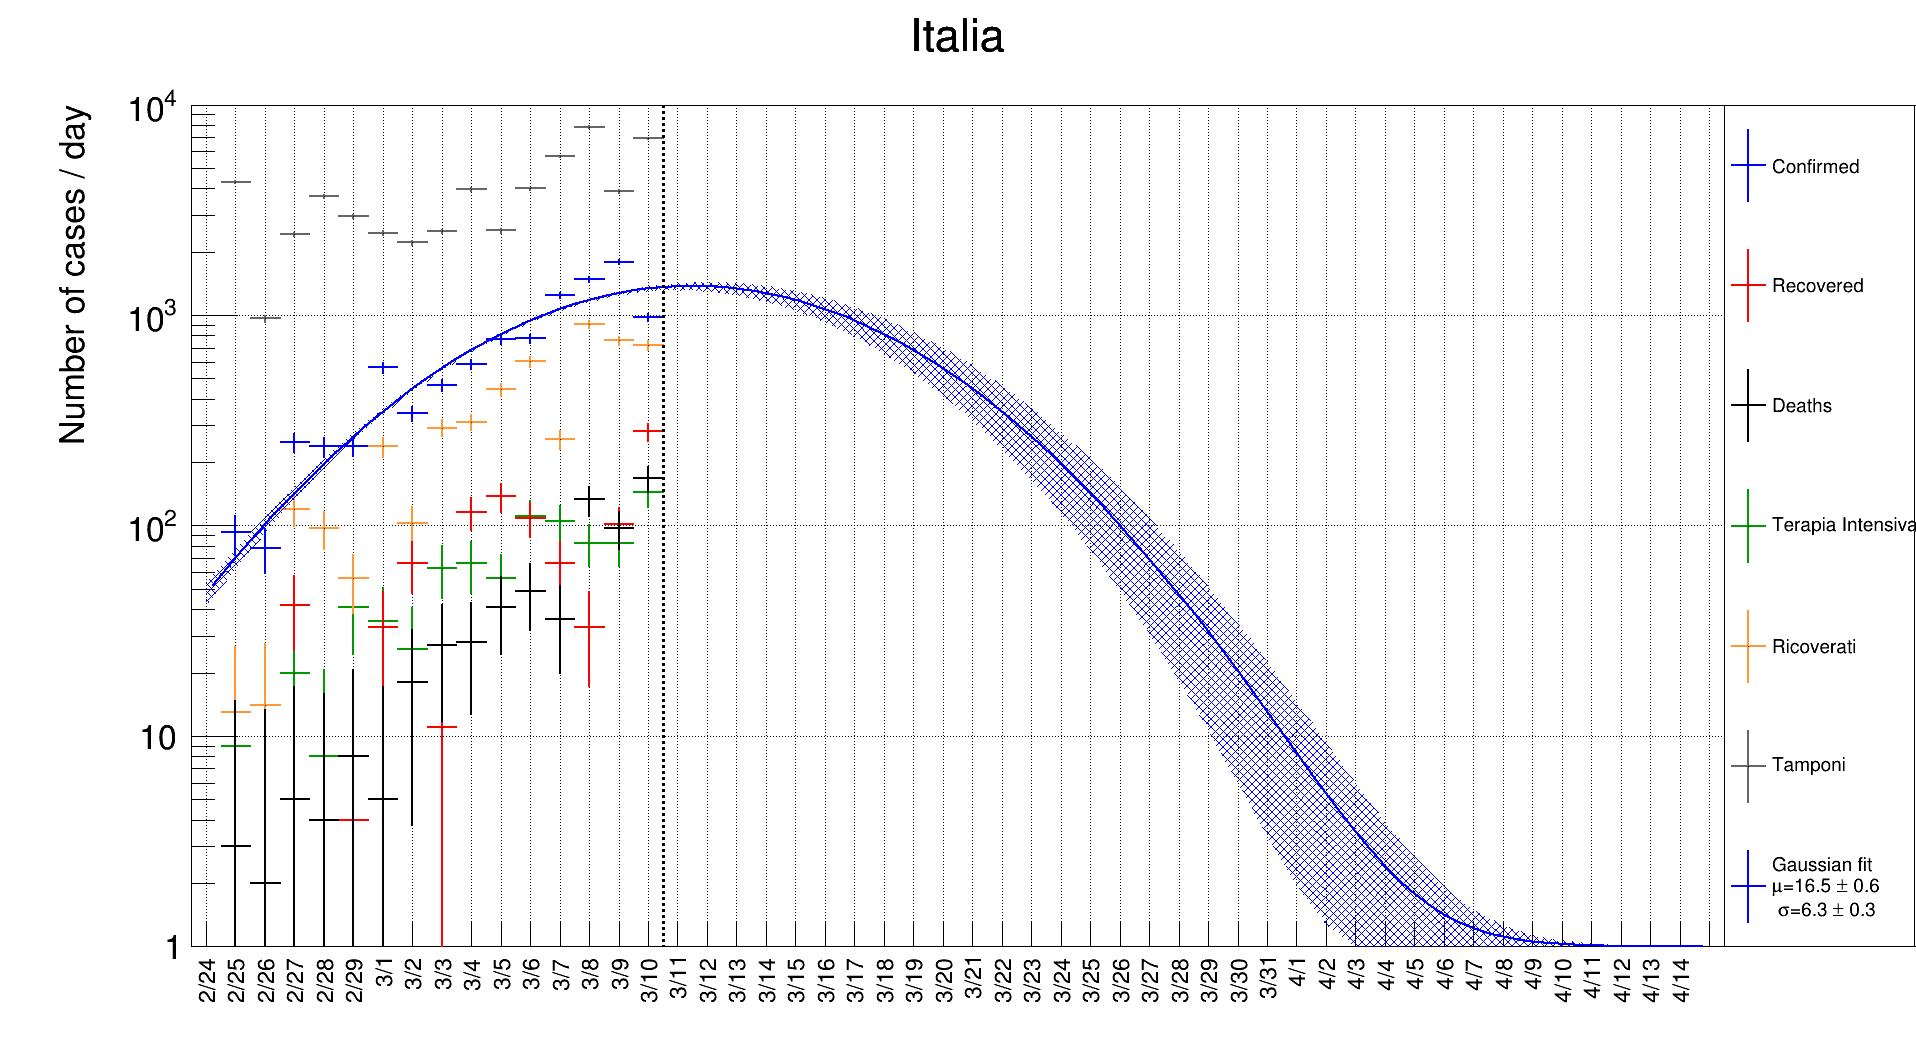 Italia
Number of cases / day
10⁴
10³
10²
10
1
2/24 2/25 2/26 2/27 2/28 2/29 3/1 3/2 3/3 3/4 3/5 3/6 3/7 3/8 3/9 3/10 3/11 3/12 3/13 3/14 3/15 3/16 3/17 3/18 3/19 3/20 3/21 3/22 3/23 3/24 3/25 3/26 3/27 3/28 3/29 3/30 3/31 4/1 4/2 4/3 4/4 4/5 4/6 4/7 4/8 4/9 4/10 4/11 4/12 4/13 4/14
Confirmed
Recovered
Deaths
Terapia Intensiva
Ricoverati
Tamponi
Gaussian fit
μ=16.5 ± 0.6
σ=6.3 ± 0.3